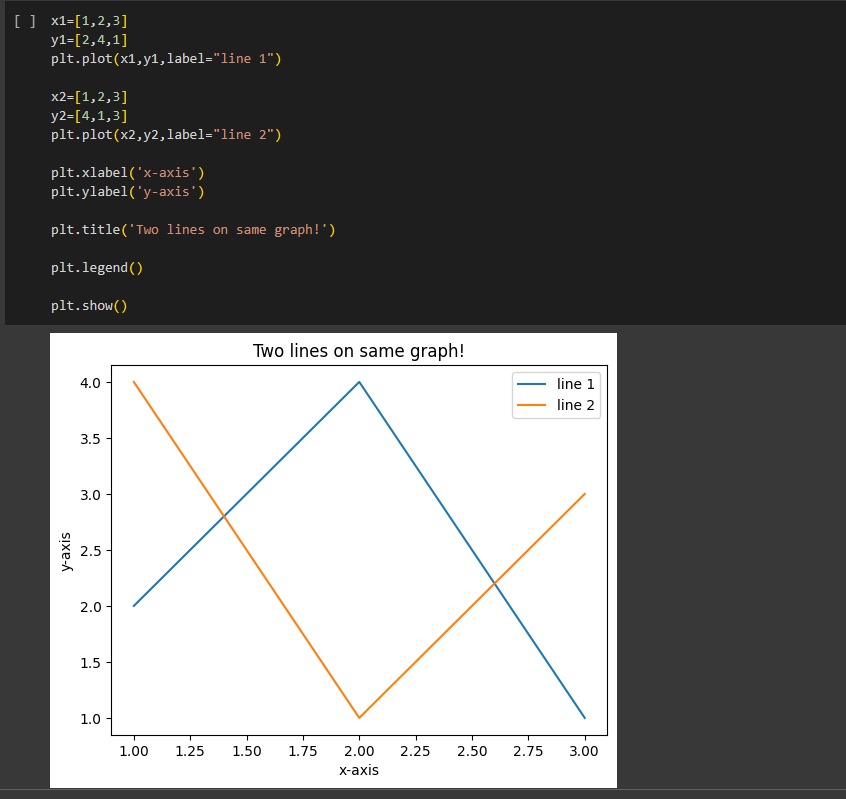 [ ] x1=[1,2,3]
y1=[2,4,1]
plt.plot(x1,y1,label="line 1")
x2=[1,2,3]
y2=[4,1,3]
plt.plot(x2,y2,label="line 2")
plt.xlabel('x-axis')
plt.ylabel('y-axis')
plt.title('Two lines on same graph!')
plt.legend()
plt.show()
Two lines on same graph!
line 1
line 2
4.0
3.5
3.0
2.5
2.0
1.5
1.0
y-axis
1.00 1.25 1.50 1.75 2.00 2.25 2.50 2.75 3.00
x-axis